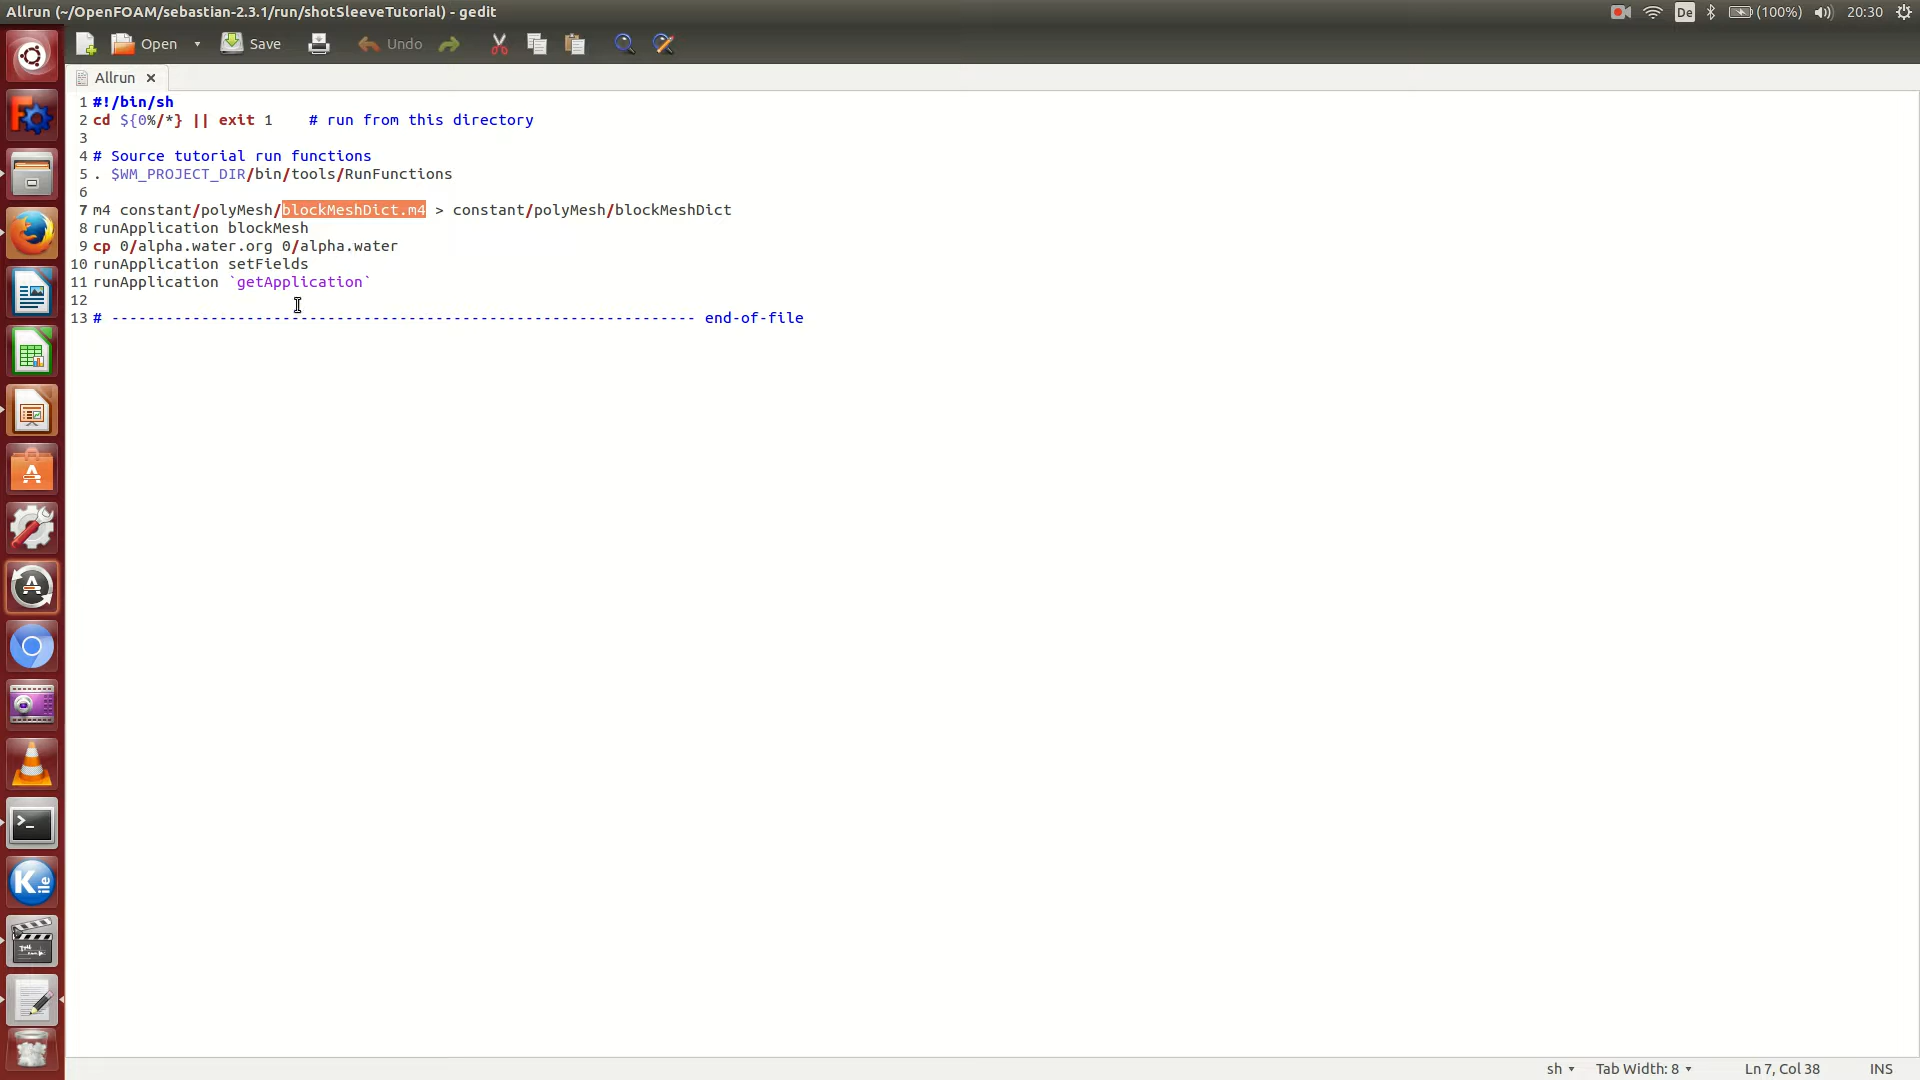 Allrun (~/OpenFOAM/sebastian-2.3.1/run/shotSleeveTutorial) - gedit
De (100%) 20:30
Open Save Undo
Allrun
1 #!/bin/sh
2 cd ${0%/*} || exit 1    # run from this directory
3
4 # Source tutorial run functions
5 . $WM_PROJECT_DIR/bin/tools/RunFunctions
6
7 m4 constant/polyMesh/blockMeshDict.m4 > constant/polyMesh/blockMeshDict
8 runApplication blockMesh
9 cp 0/alpha.water.org 0/alpha.water
10 runApplication setFields
11 runApplication `getApplication`
12
13 # ----------------------------------------------------------------- end-of-file
sh Tab Width: 8 Ln 7, Col 38 INS